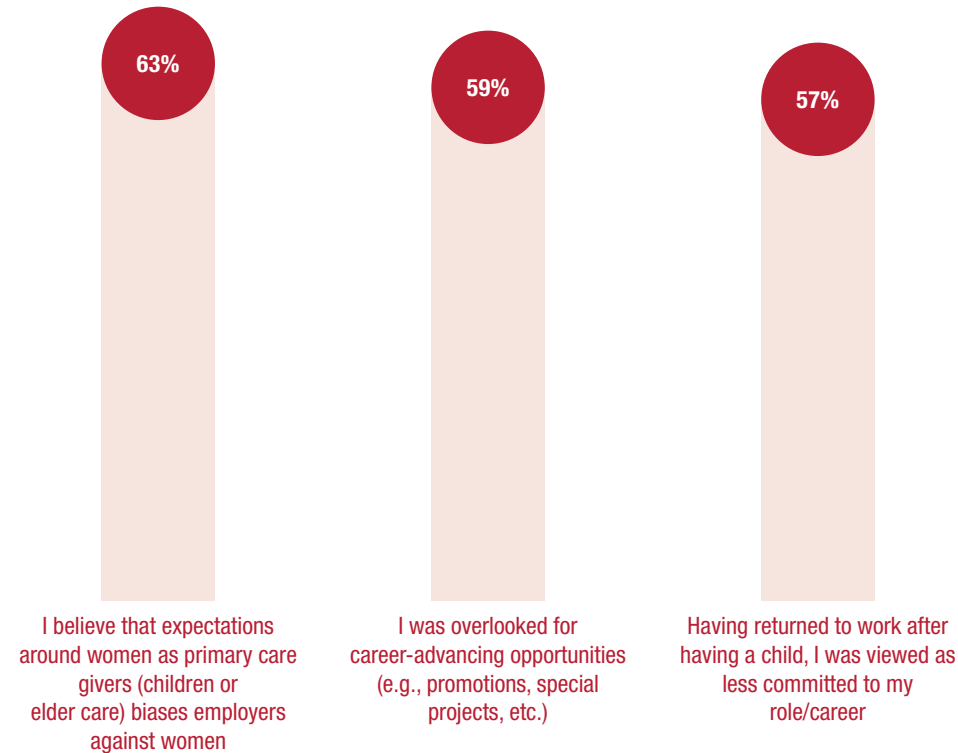 63%
59%
57%
I believe that expectations
around women as primary care
givers (children or
elder care) biases employers
against women
I was overlooked for
career-advancing opportunities
(e.g., promotions, special
projects, etc.)
Having returned to work after
having a child, I was viewed as
less committed to my
role/career